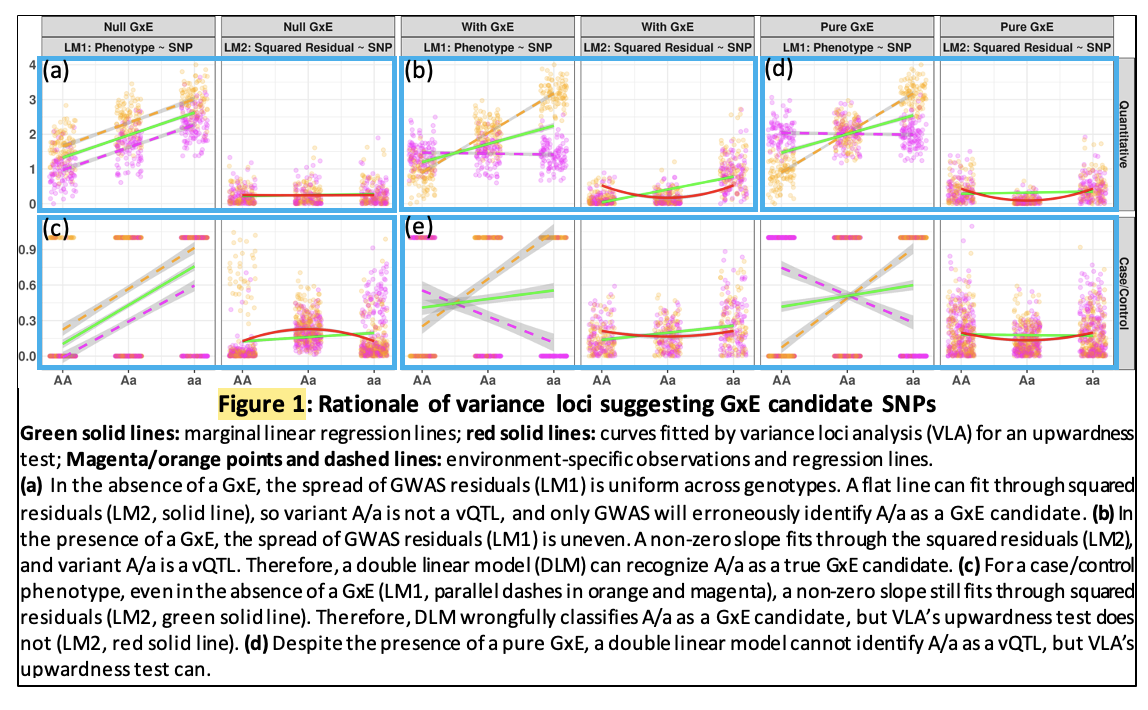 Null GxE
Null GxE
With GxE
With GxE
Pure GxE
Pure GxE
LM1: Phenotype ~ SNP
LM2: Squared Residual ~ SNP
LM1: Phenotype ~ SNP
LM2: Squared Residual ~ SNP
LM1: Phenotype ~ SNP
LM2: Squared Residual ~ SNP
(a)
(b)
(d)
4
3
2
1
0
Quantitative
(c)
(e)
0.9
0.6
0.3
0.0
Case/Control
AA Aa aa
AA Aa aa
AA Aa aa
AA Aa aa
AA Aa aa
AA Aa aa
Figure 1: Rationale of variance loci suggesting GxE candidate SNPs
Green solid lines: marginal linear regression lines; red solid lines: curves fitted by variance loci analysis (VLA) for an upwardness
test; Magenta/orange points and dashed lines: environment-specific observations and regression lines.
(a) In the absence of a GxE, the spread of GWAS residuals (LM1) is uniform across genotypes. A flat line can fit through squared
residuals (LM2, solid line), so variant A/a is not a vQTL, and only GWAS will erroneously identify A/a as a GxE candidate. (b) In
the presence of a GxE, the spread of GWAS residuals (LM1) is uneven. A non-zero slope fits through the squared residuals (LM2),
and variant A/a is a vQTL. Therefore, a double linear model (DLM) can recognize A/a as a true GxE candidate. (c) For a case/control
phenotype, even in the absence of a GxE (LM1, parallel dashes in orange and magenta), a non-zero slope still fits through squared
residuals (LM2, green solid line). Therefore, DLM wrongfully classifies A/a as a GxE candidate, but VLA's upwardness test does
not (LM2, red solid line). (d) Despite the presence of a pure GxE, a double linear model cannot identify A/a as a vQTL, but VLA's
upwardness test can.